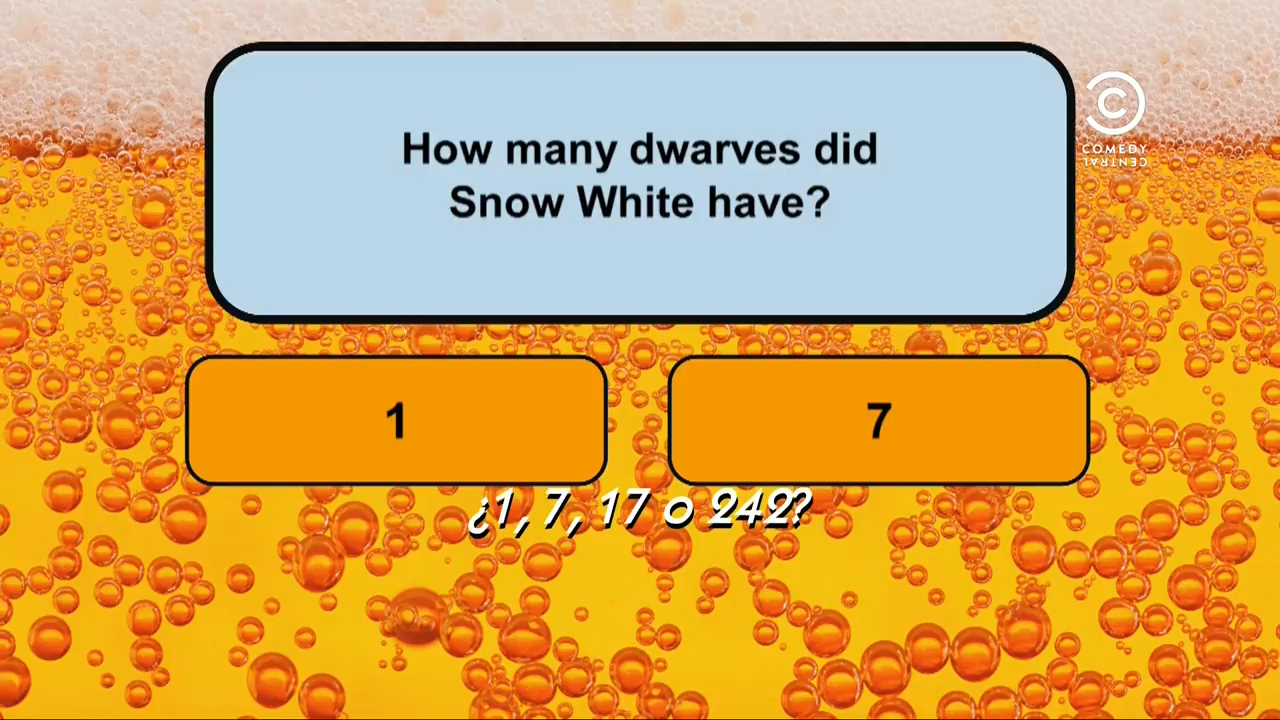 How many dwarves did
Snow White have?
COMEDY
CENTRAL
1
7
¿1, 7, 17 o 242?